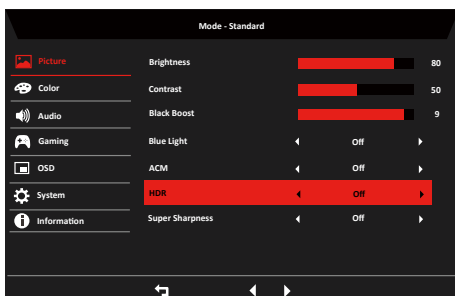 Mode - Standard
Picture
Brightness 80
Color
Contrast 50
Audio
Black Boost 9
Gaming
Blue Light Off
OSD
ACM Off
System
HDR Off
Information
Super Sharpness Off